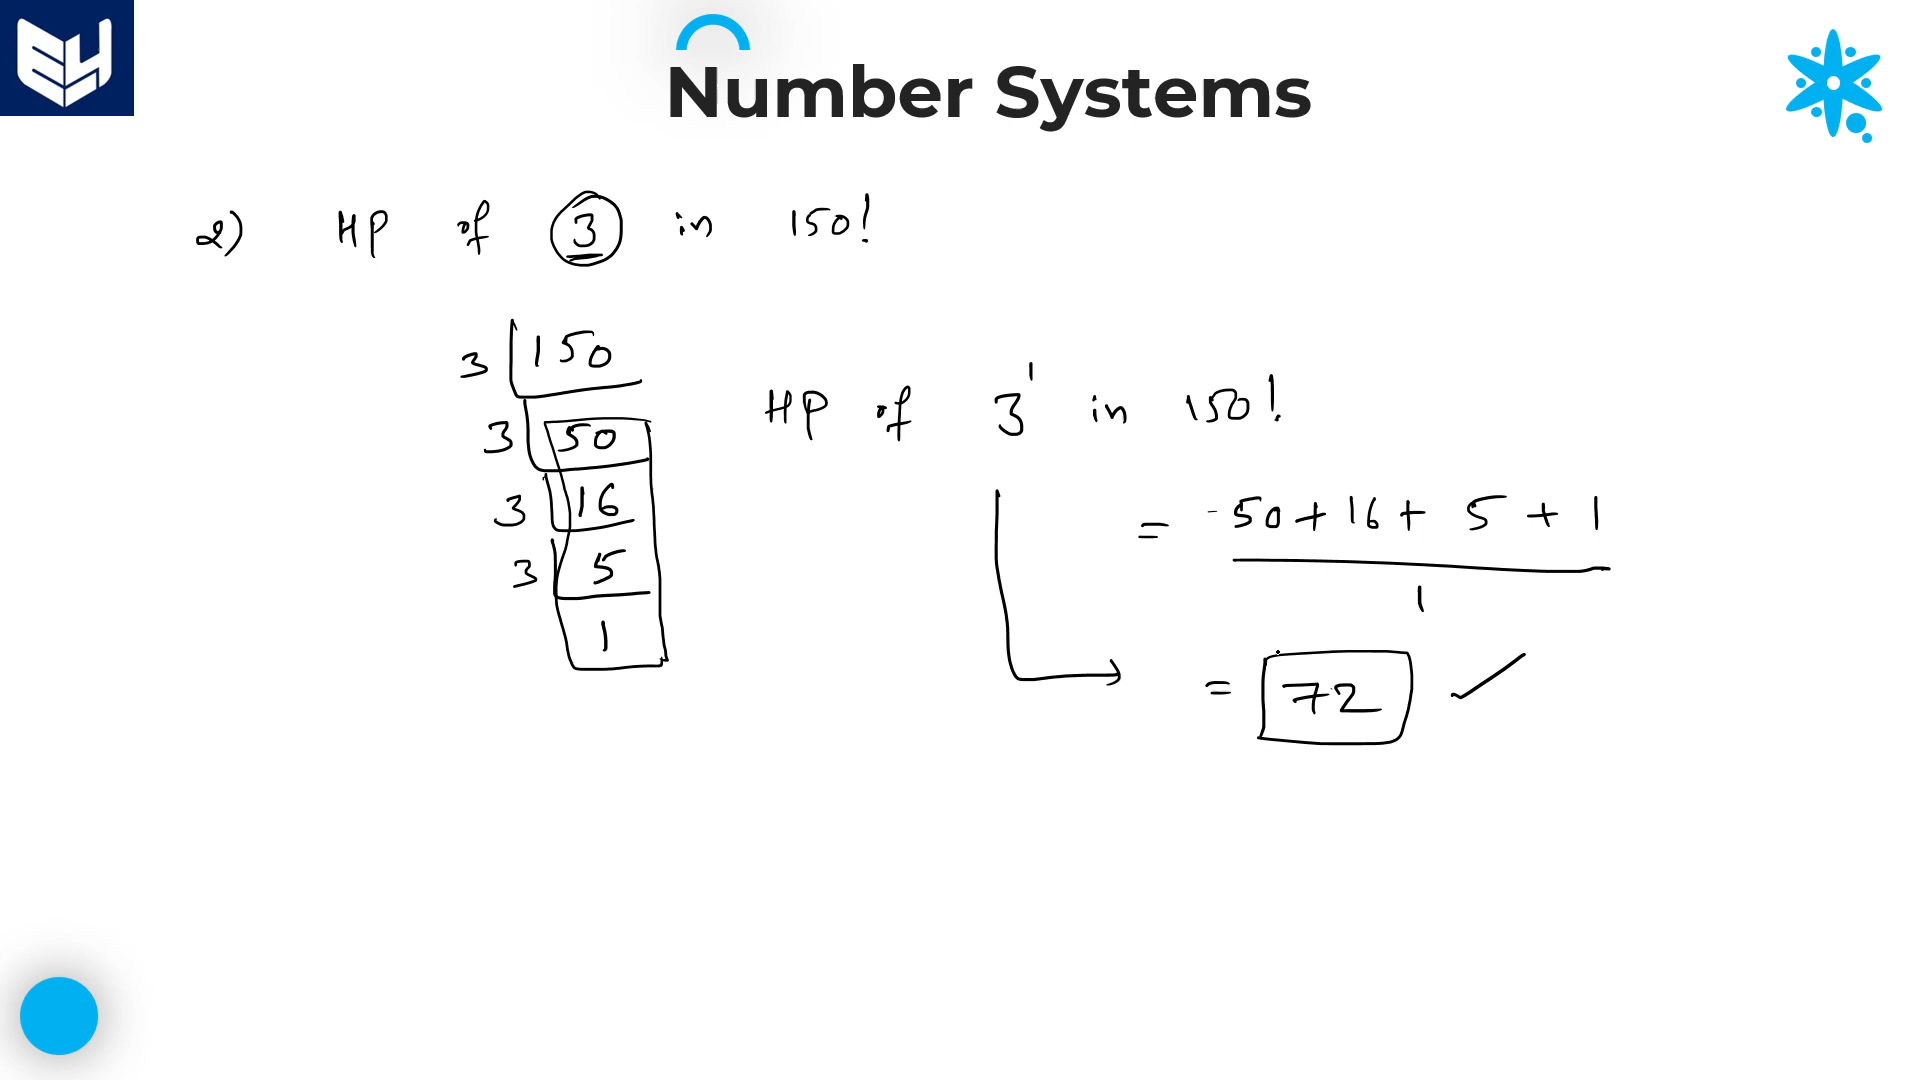 Number Systems
2) HP of 3 in 150!
3 150
3 50
3 16
3 5
1
HP of 3¹ in 150!
= 50 + 16 + 5 + 1
1
= 72 ✓